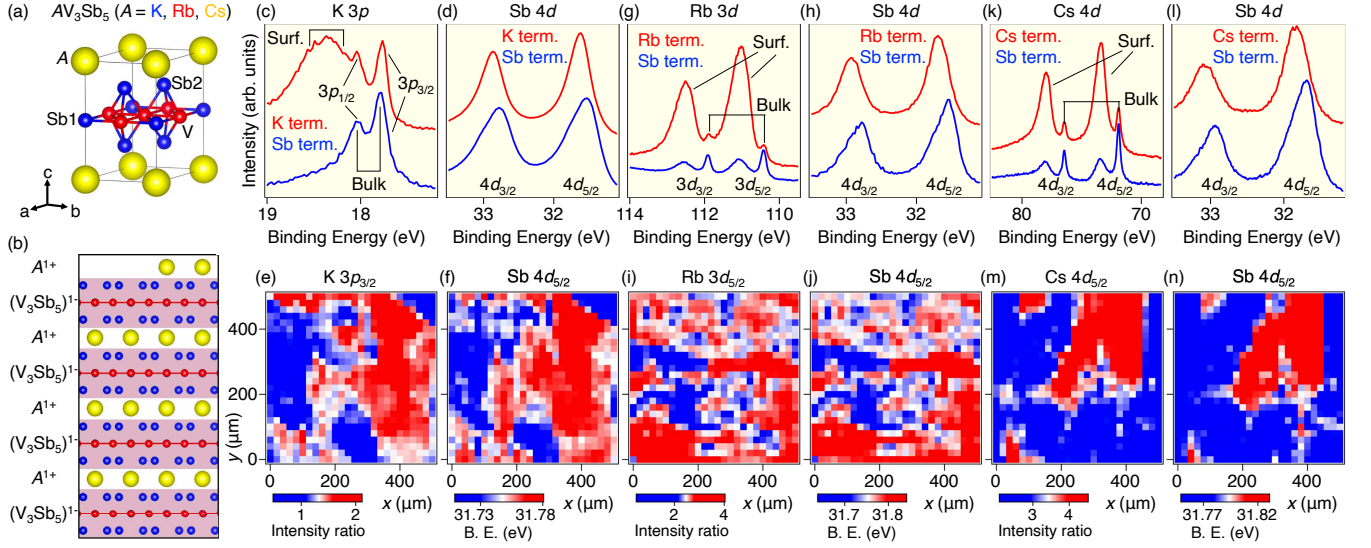 (a)
AV₃Sb₅ (A = K, Rb, Cs)
A
Sb2
Sb1
V
c
a
b
(b)
A¹⁺
(V₃Sb₅)¹⁻
A¹⁺
(V₃Sb₅)¹⁻
A¹⁺
(V₃Sb₅)¹⁻
A¹⁺
(V₃Sb₅)¹⁻
(c)
K 3p
Intensity (arb. units)
Surf.
3p₁/₂
3p₃/₂
K term.
Sb term.
Bulk
19 18
Binding Energy (eV)
(d)
Sb 4d
K term.
Sb term.
4d₃/₂ 4d₅/₂
33 32
Binding Energy (eV)
(g)
Rb 3d
Rb term.
Sb term.
Surf.
Bulk
3d₃/₂ 3d₅/₂
114 112 110
Binding Energy (eV)
(h)
Sb 4d
Rb term.
Sb term.
4d₃/₂ 4d₅/₂
33 32
Binding Energy (eV)
(k)
Cs 4d
Cs term.
Sb term.
Surf.
Bulk
4d₃/₂ 4d₅/₂
80 70
Binding Energy (eV)
(l)
Sb 4d
Cs term.
Sb term.
4d₃/₂ 4d₅/₂
33 32
Binding Energy (eV)
(e)
K 3p₃/₂
400
200
0
y (μm)
0 200 400
x (μm)
1 2
Intensity ratio
(f)
Sb 4d₅/₂
0 200 400
x (μm)
31.73 31.78
B. E. (eV)
(i)
Rb 3d₅/₂
0 200 400
x (μm)
2 4
Intensity ratio
(j)
Sb 4d₅/₂
0 200 400
x (μm)
31.7 31.8
B. E. (eV)
(m)
Cs 4d₅/₂
0 200 400
x (μm)
3 4
Intensity ratio
(n)
Sb 4d₅/₂
0 200 400
x (μm)
31.77 31.82
B. E. (eV)